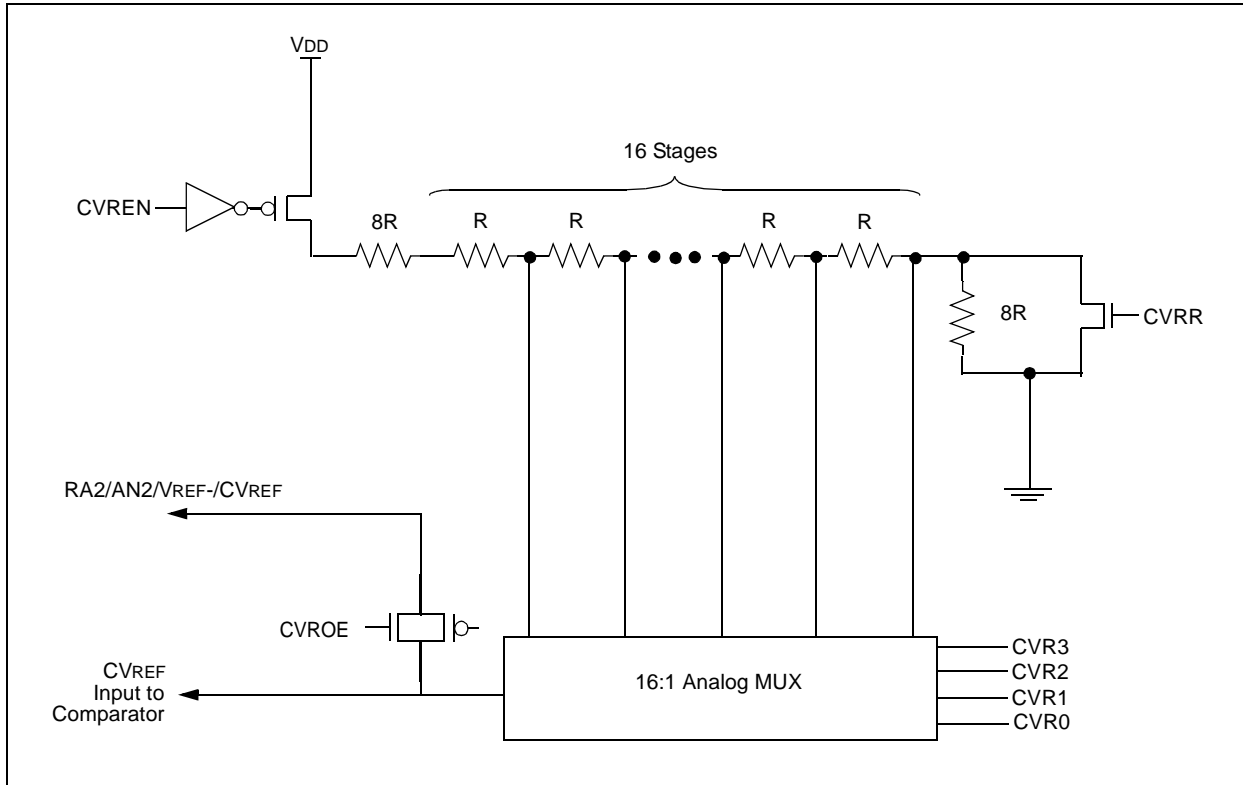 VDD
16 Stages
CVREN
8R
R
R
R
R
8R
CVRR
RA2/AN2/VREF-/CVREF
CVROE
CVREF
Input to
Comparator
16:1 Analog MUX
CVR3
CVR2
CVR1
CVR0